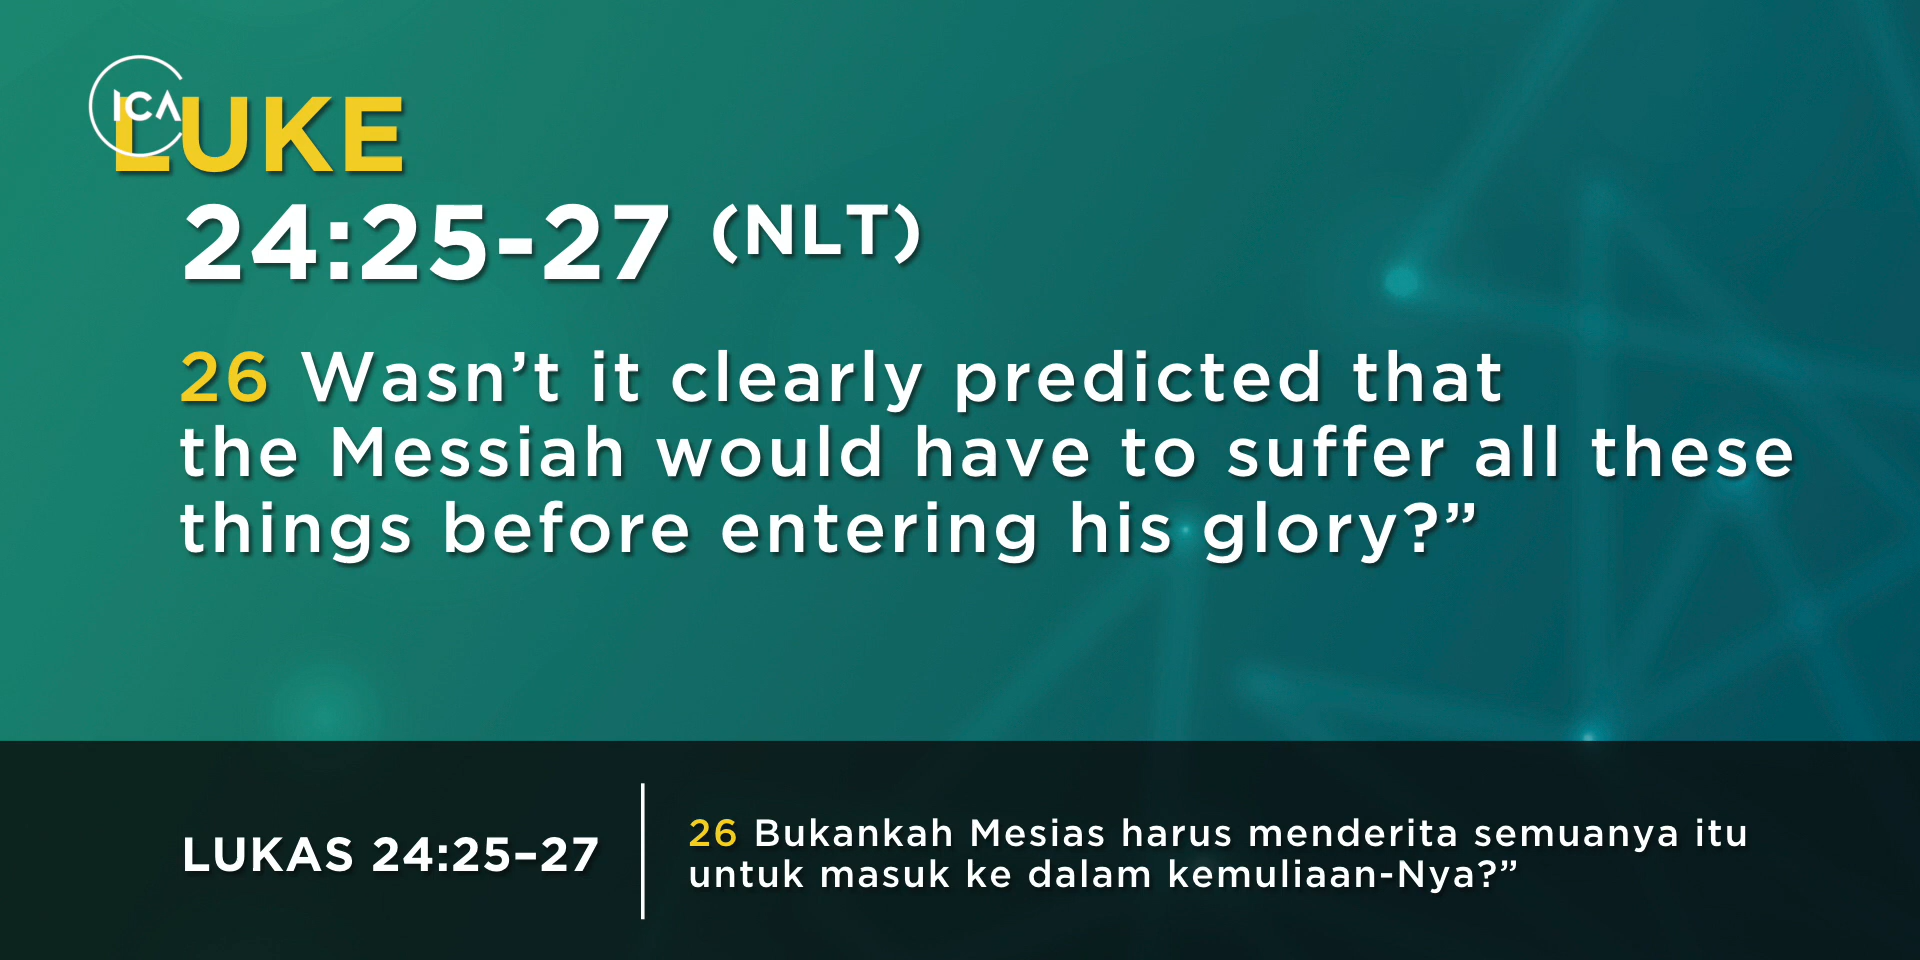 ICA
LUKE
24:25-27 (NLT)
26 Wasn’t it clearly predicted that
the Messiah would have to suffer all these
things before entering his glory?”
LUKAS 24:25–27
26 Bukankah Mesias harus menderita semuanya itu
untuk masuk ke dalam kemuliaan-Nya?”